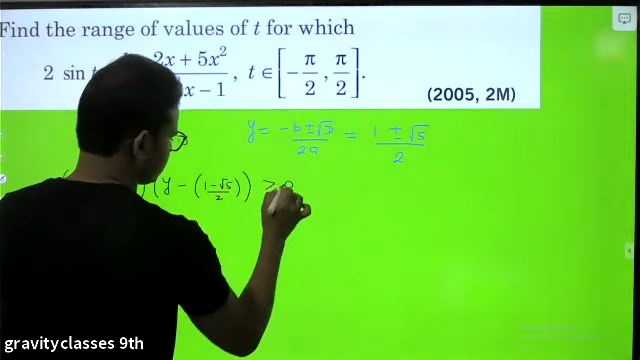 Find the range of values of t for which
2 sin t 2x + 5x² / x − 1 , t ∈ [ −π/2 , π/2 ].
(2005, 2M)
y = −b ± √D / 2a = 1 ± √5 / 2
( y − ( 1−√5 / 2 ) ) ≥ 0
gravityclasses 9th